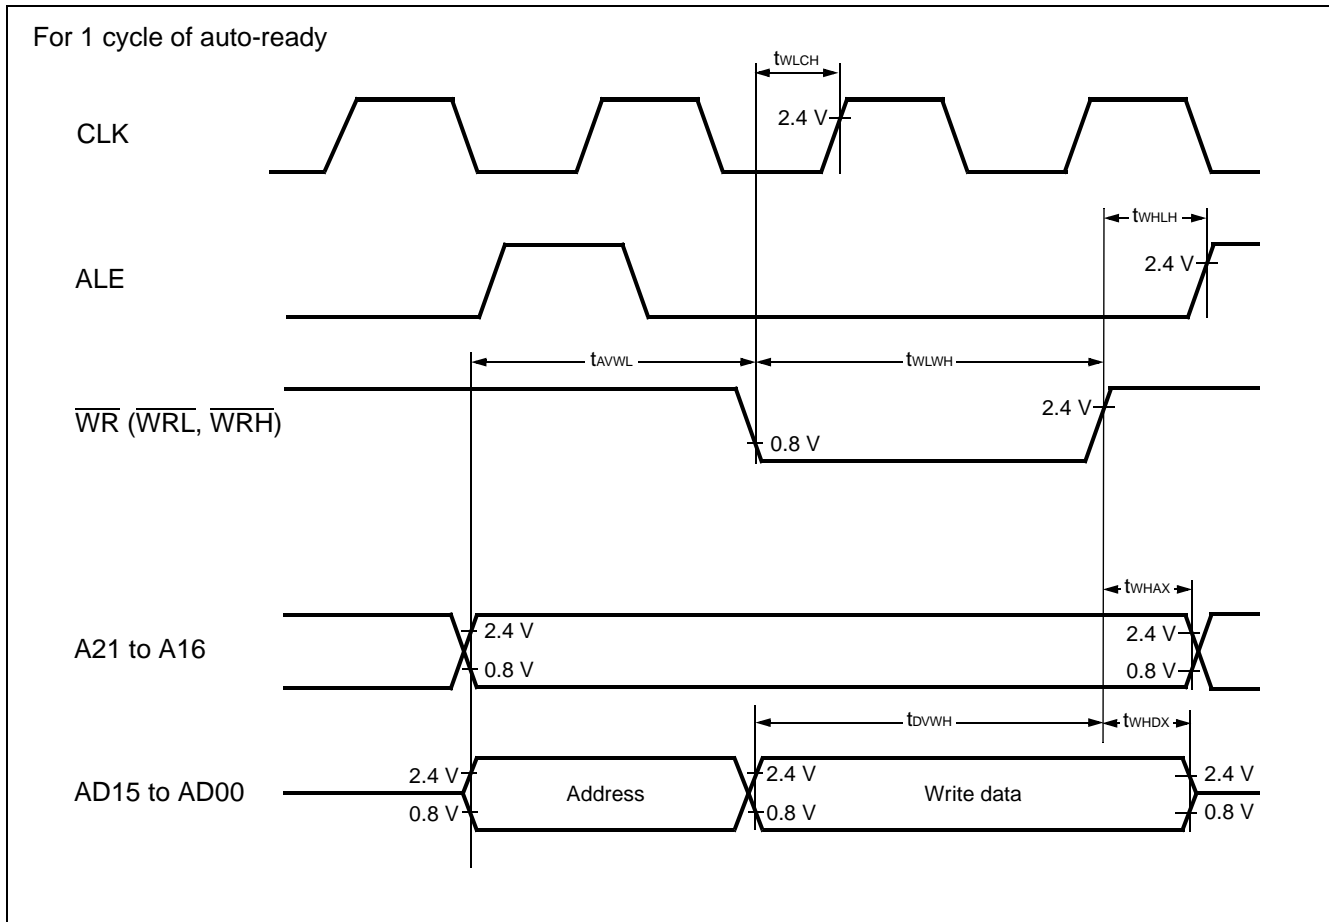 For 1 cycle of auto-ready
tWLCH
CLK
2.4 V
tWHLH
ALE
2.4 V
tAVWL
tWLWH
WR (WRL, WRH)
2.4 V
0.8 V
tWHAX
A21 to A16
2.4 V
2.4 V
0.8 V
0.8 V
tDVWH
tWHDX
AD15 to AD00
2.4 V
2.4 V
2.4 V
Address
Write data
0.8 V
0.8 V
0.8 V